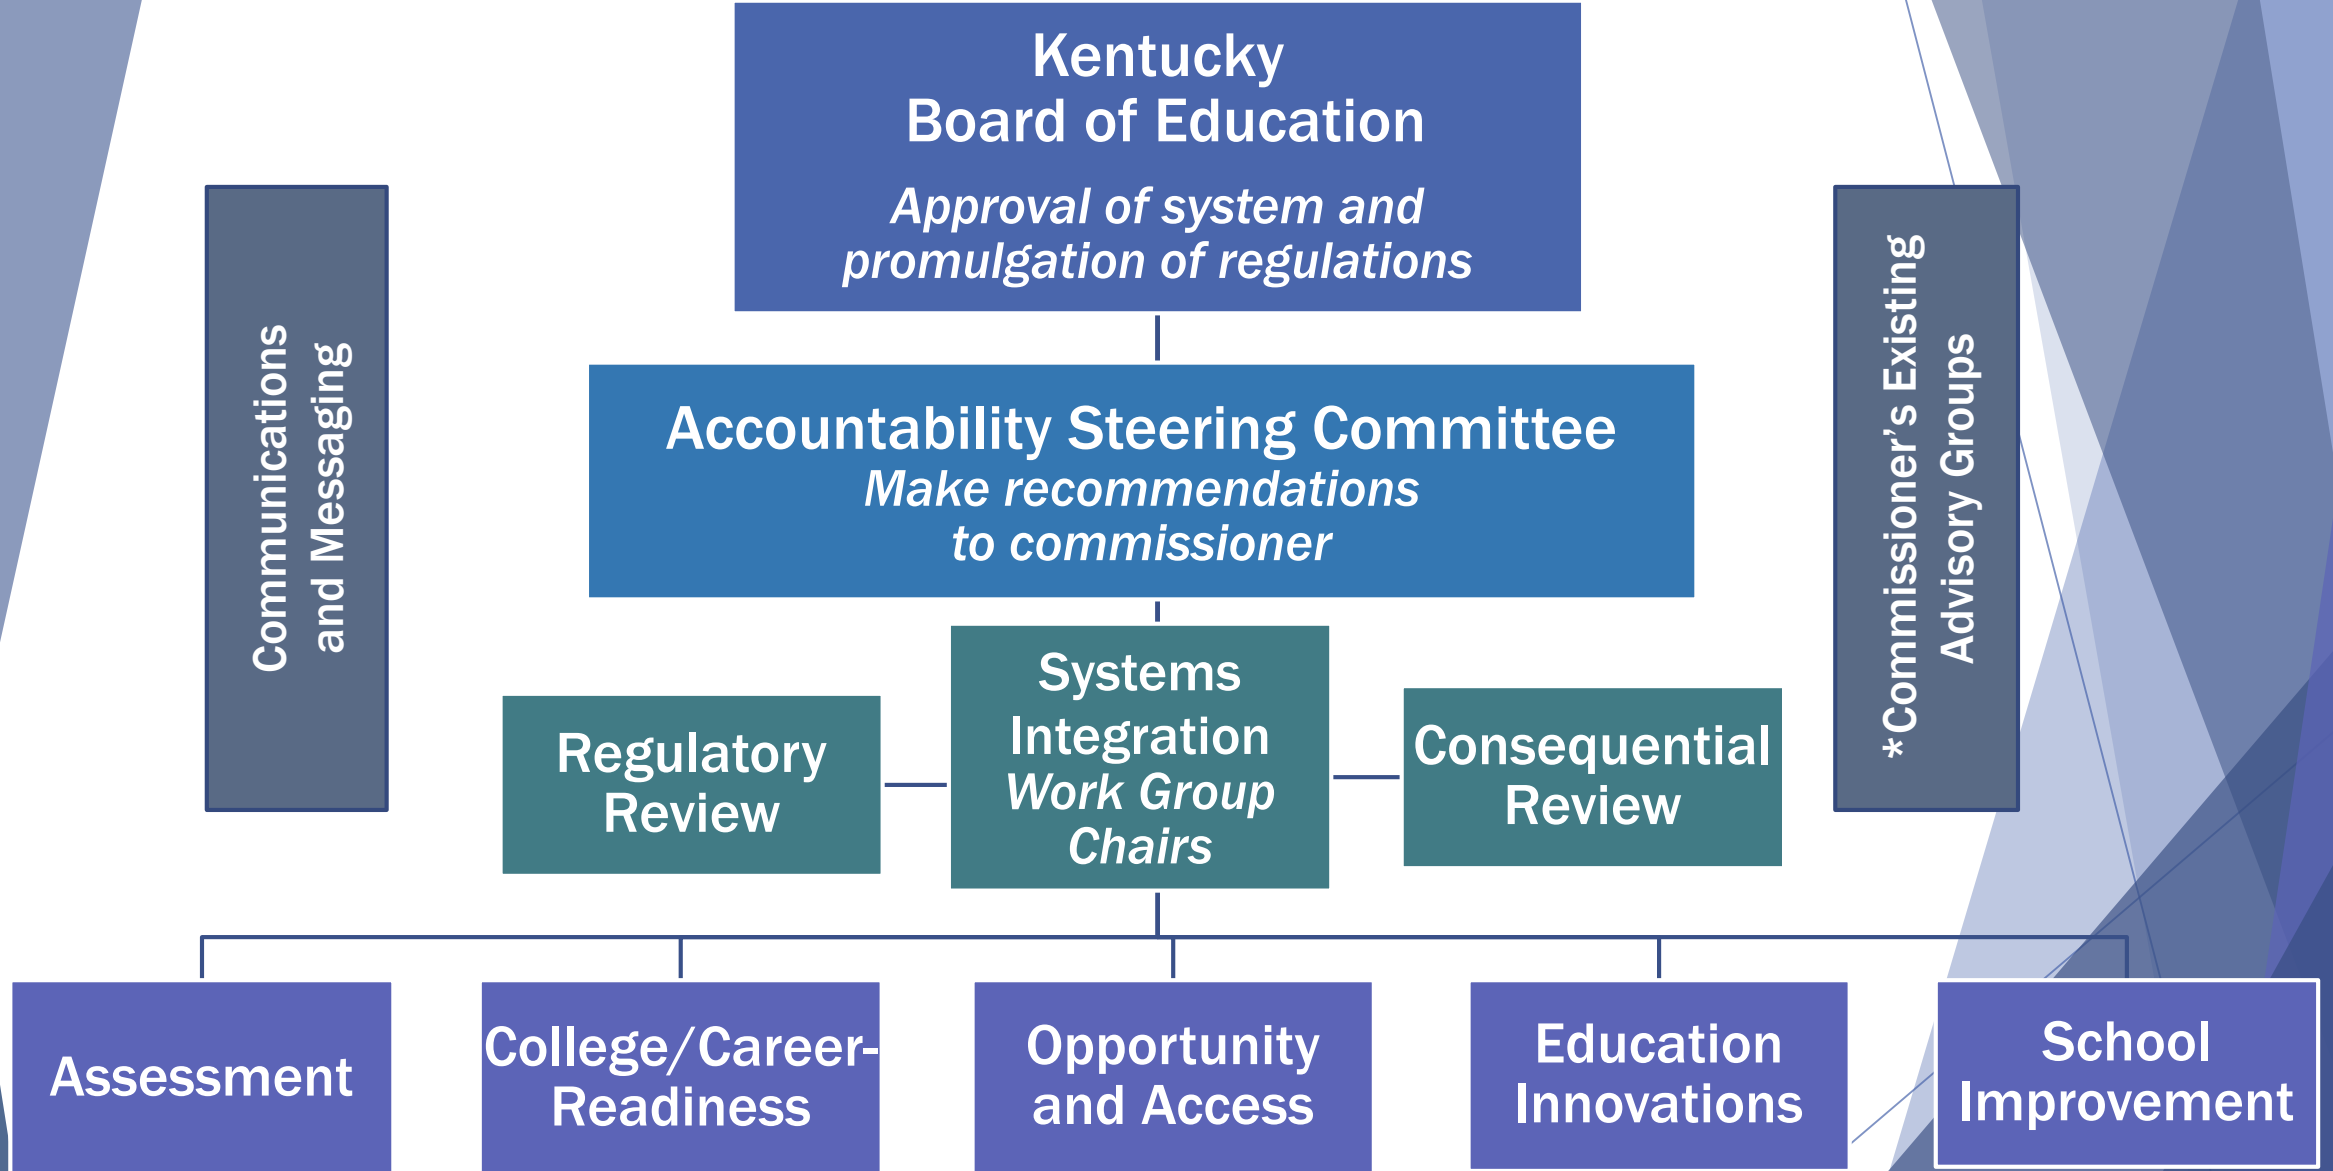 Kentucky
Board of Education
Approval of system and
promulgation of regulations
Communications
and Messaging
*Commissioner's Existing
Advisory Groups
Accountability Steering Committee
Make recommendations
to commissioner
Regulatory
Review
Systems
Integration
Work Group
Chairs
Consequential
Review
Assessment
College/Career-
Readiness
Opportunity
and Access
Education
Innovations
School
Improvement